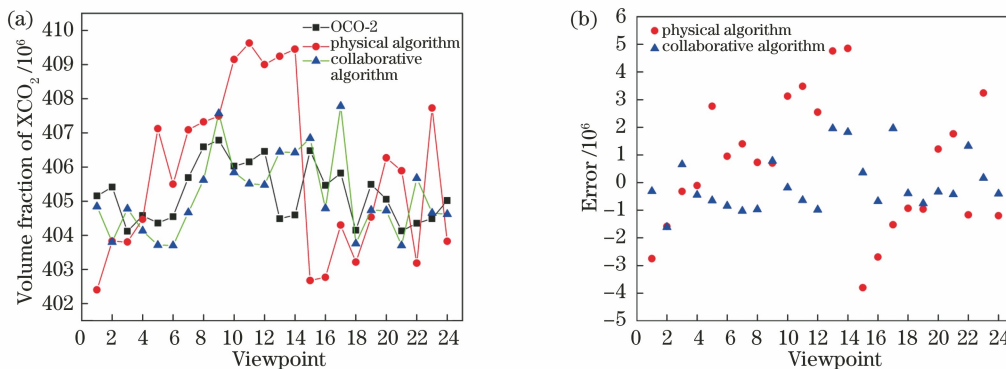 (a)
OCO-2
physical algorithm
collaborative
algorithm
Volume fraction of XCO2 /10^6
410
409
408
407
406
405
404
403
402
0 2 4 6 8 10 12 14 16 18 20 22 24
Viewpoint
(b)
physical algorithm
collaborative algorithm
Error /10^6
6
5
4
3
2
1
0
−1
−2
−3
−4
−5
0 2 4 6 8 10 12 14 16 18 20 22 24
Viewpoint